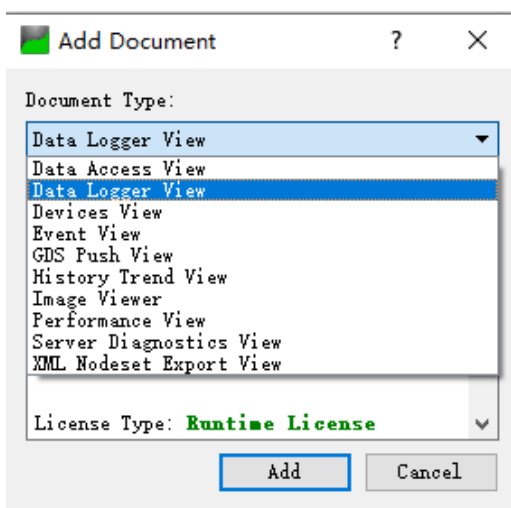 Add Document
?
Document Type:
Data Logger View
Data Access View
Data Logger View
Devices View
Event View
GDS Push View
History Trend View
Image Viewer
Performance View
Server Diagnostics View
XML Nodeset Export View
License Type: Runtime License
Add Cancel